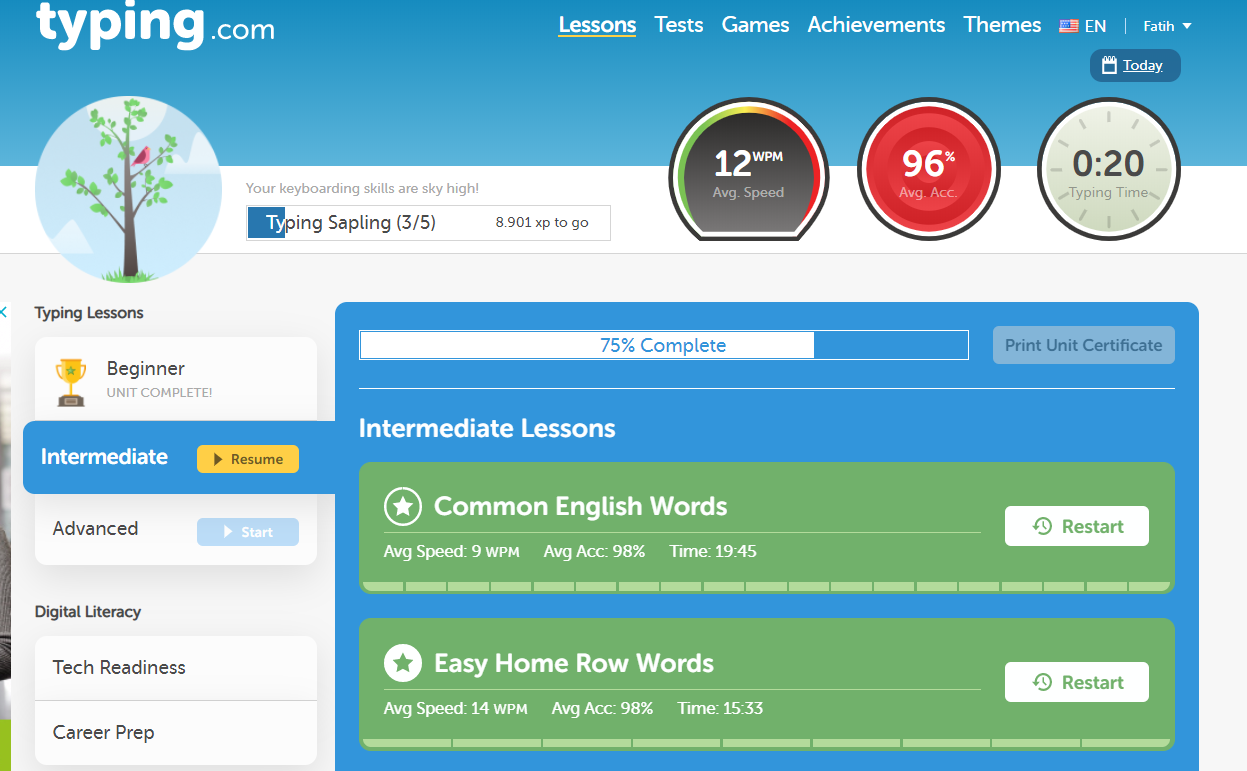 typing.com
Lessons Tests Games Achievements Themes EN Fatih
Today
12 WPM
Avg. Speed
96%
Avg. Acc.
0:20
Typing Time
Your keyboarding skills are sky high!
Typing Sapling (3/5) 8.901 xp to go
Typing Lessons
Beginner
UNIT COMPLETE!
Intermediate Resume
Advanced Start
Digital Literacy
Tech Readiness
Career Prep
75% Complete Print Unit Certificate
Intermediate Lessons
Common English Words
Avg Speed: 9 WPM Avg Acc: 98% Time: 19:45
Restart
Easy Home Row Words
Avg Speed: 14 WPM Avg Acc: 98% Time: 15:33
Restart